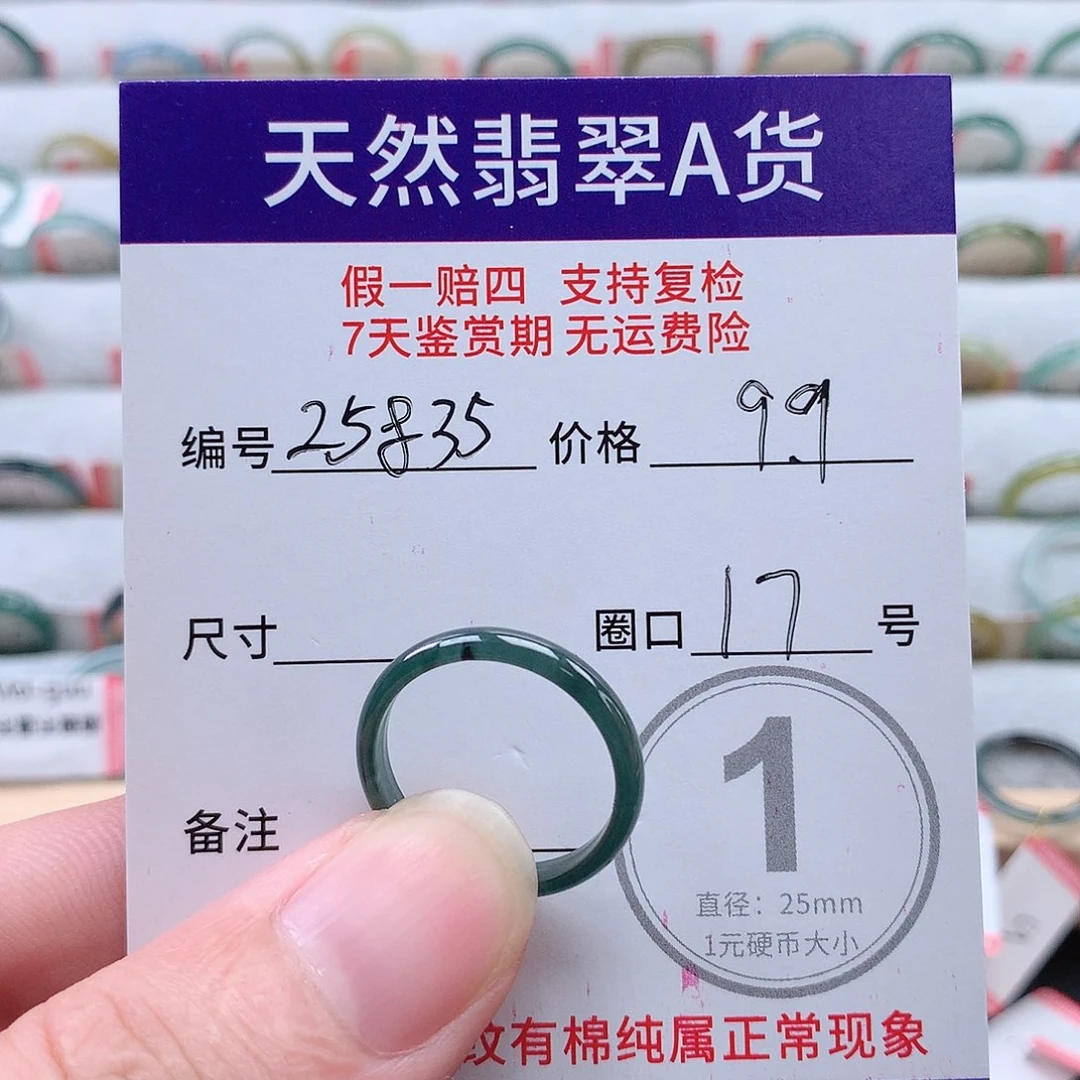 天然翡翠A货
假一赔四 支持复检
7天鉴赏期 无运费险
编号 25835 价格 9.9
尺寸 圈口 17 号
备注
1
直径：25mm
1元硬币大小
纹有棉纯属正常现象